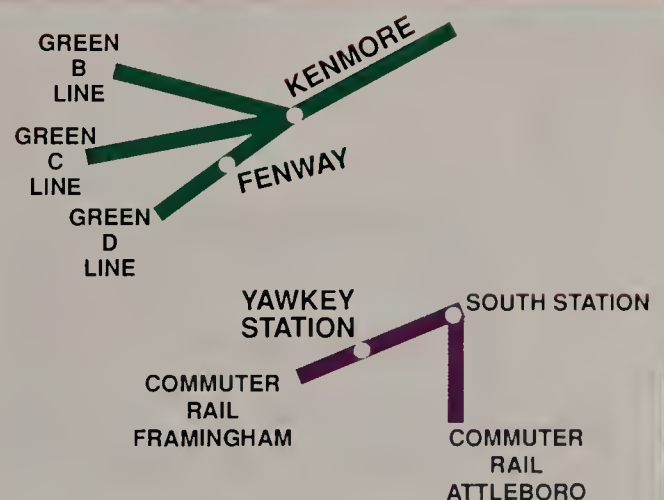 GREEN
B
LINE
KENMORE
GREEN
C
LINE
FENWAY
GREEN
D
LINE
YAWKEY
STATION
SOUTH STATION
COMMUTER
RAIL
FRAMINGHAM
COMMUTER
RAIL
ATTLEBORO